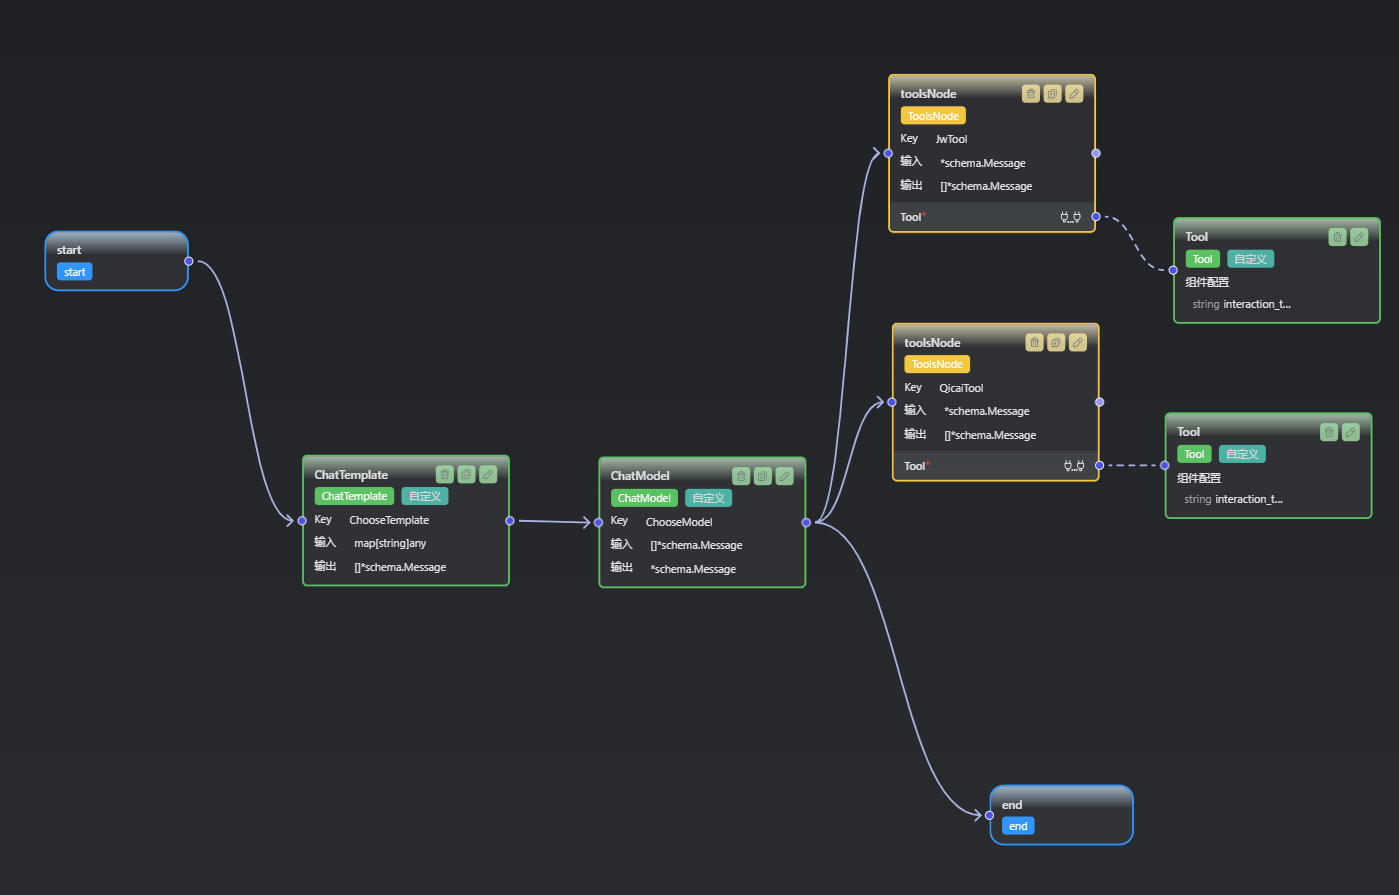 start
start
ChatTemplate
ChatTemplate 自定义
Key ChooseTemplate
输入 map[string]any
输出 []*schema.Message
ChatModel
ChatModel 自定义
Key ChooseModel
输入 []*schema.Message
输出 *schema.Message
toolsNode
ToolsNode
Key JwTool
输入 *schema.Message
输出 []*schema.Message
Tool*
Tool
Tool 自定义
组件配置
string interaction_t...
toolsNode
ToolsNode
Key QicaiTool
输入 *schema.Message
输出 []*schema.Message
Tool*
Tool
Tool 自定义
组件配置
string interaction_t...
end
end